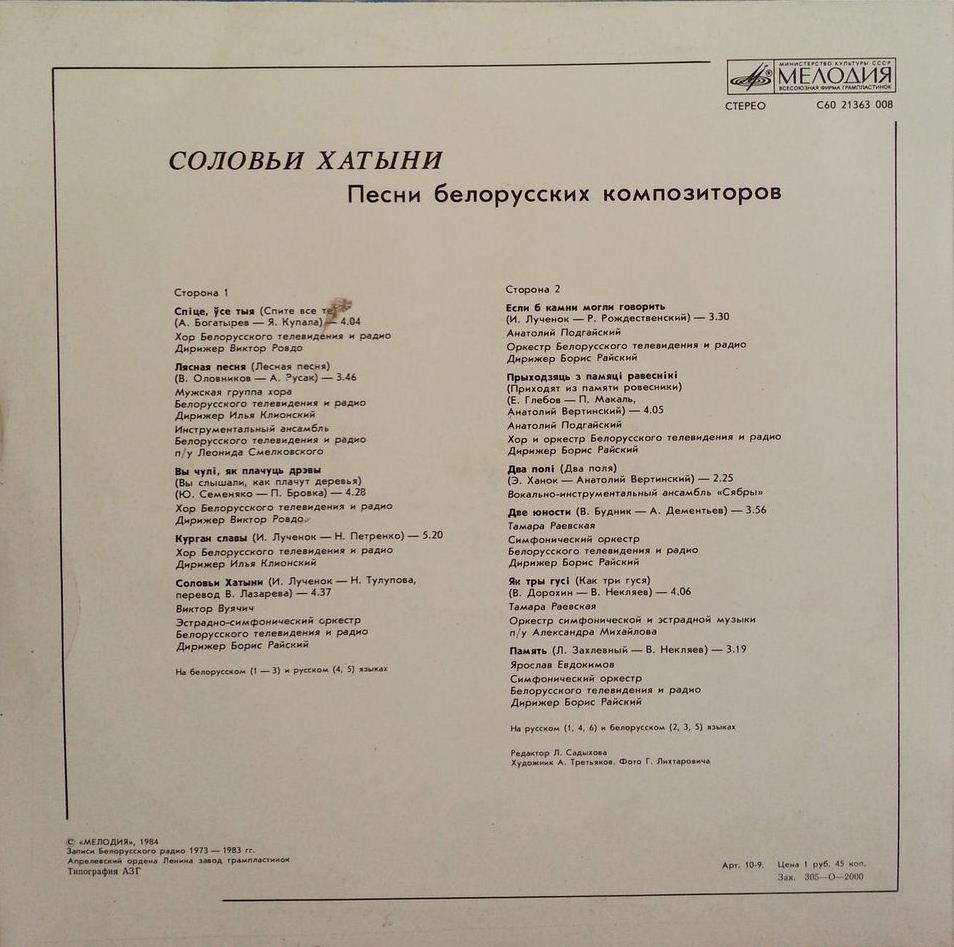 МИНИСТЕРСТВО КУЛЬТУРЫ СССР
МЕЛОДИЯ
ВСЕСОЮЗНАЯ ФИРМА ГРАМПЛАСТИНОК
СТЕРЕО С60 21363 008
СОЛОВЬИ ХАТЫНИ
Песни белорусских композиторов
Сторона 1
Спіце, ўсе тыя (Спите все
(А. Богатырев — Я. Купала) — 4.04
Хор Белорусского телевидения и радио
Дирижер Виктор Ровдо
Лясная песня (Лесная песня)
(В. Оловников — А. Русак) — 3.46
Мужская группа хора
Белорусского телевидения и радио
Дирижер Илья Клионский
Инструментальный ансамбль
Белорусского телевидения и радио
п/у Леонида Смелковского
Вы чулі, як плачуць дрэвы
(Вы слышали, как плачут деревья)
(Ю. Семеняко — П. Бровка) — 4.28
Хор Белорусского телевидения и радио
Дирижер Виктор Ровдо
Курган славы (И. Лученок — Н. Петренко) — 5.20
Хор Белорусского телевидения и радио
Дирижер Илья Клионский
Соловьи Хатыни (И. Лученок — Н. Тулупова,
перевод В. Лазарева) — 4.37
Виктор Вуячич
Эстрадно-симфонический оркестр
Белорусского телевидения и радио
Дирижер Борис Райский
На белорусском (1 — 3) и русском (4, 5) языках
Сторона 2
Если б камни могли говорить
(И. Лученок — Р. Рождественский) — 3.30
Анатолий Подгайский
Оркестр Белорусского телевидения и радио
Дирижер Борис Райский
Прыходзяць з памяці равеснікі
(Приходят из памяти ровесники)
(Е. Глебов — П. Макаль,
Анатолий Вертинский) — 4.05
Анатолий Подгайский
Хор и оркестр Белорусского телевидения и радио
Дирижер Борис Райский
Два полі (Два поля)
(Э. Ханок — Анатолий Вертинский) — 2.25
Вокально-инструментальный ансамбль «Сябры»
Две юности (В. Будник — А. Дементьев) — 3.56
Тамара Раевская
Симфонический оркестр
Белорусского телевидения и радио
Дирижер Борис Райский
Як тры гусі (Как три гуся)
(В. Дорохин — В. Некляев) — 4.06
Тамара Раевская
Оркестр симфонической и эстрадной музыки
п/у Александра Михайлова
Память (Л. Захлевный — В. Некляев) — 3.19
Ярослав Евдокимов
Симфонический оркестр
Белорусского телевидения и радио
Дирижер Борис Райский
На русском (1, 4, 6) и белорусском (2, 3, 5) языках
Редактор Л. Садыхова
Художник А. Третьяков. Фото Г. Лихтаровича
© «МЕЛОДИЯ», 1984
Записи Белорусского радио 1973 — 1983 гг.
Апрелевский ордена Ленина завод грампластинок
Типография АЗГ
Арт. 10-9. Цена 1 руб. 45 коп.
Зак. 305—О—2000